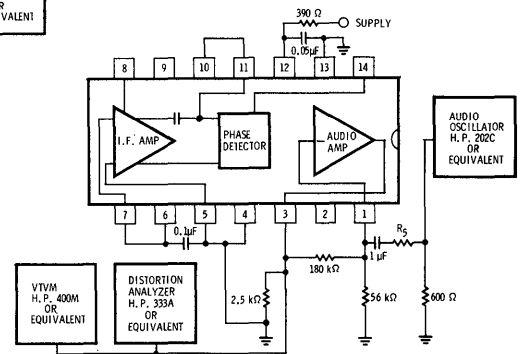 R
VALENT
390 Ω
SUPPLY
0.05µF
8
9
10
11
12
13
14
I.F. AMP
PHASE
DETECTOR
AUDIO
AMP
AUDIO
OSCILLATOR
H. P. 202C
OR
EQUIVALENT
7
6
5
4
3
2
1
0.1µF
R5
1 µF
180 kΩ
2.5 kΩ
56 kΩ
600 Ω
VTVM
H. P. 400M
OR
EQUIVALENT
DISTORTION
ANALYZER
H. P. 333A
OR
EQUIVALENT